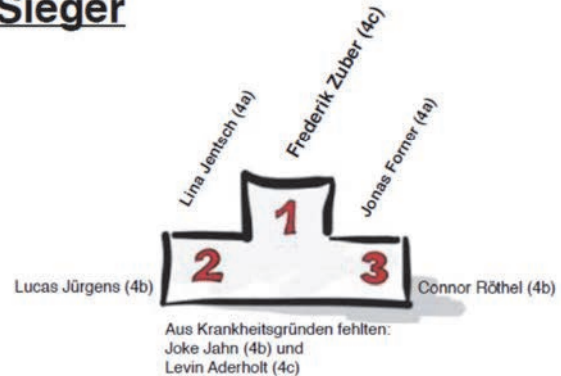 Sieger
Frederik Zuber (4c)
Lina Jentsch (4a)
Jonas Forner (4a)
1
2
3
Lucas Jürgens (4b)
Connor Röthel (4b)
Aus Krankheitsgründen fehlten:
Joke Jahn (4b) und
Levin Aderholt (4c)